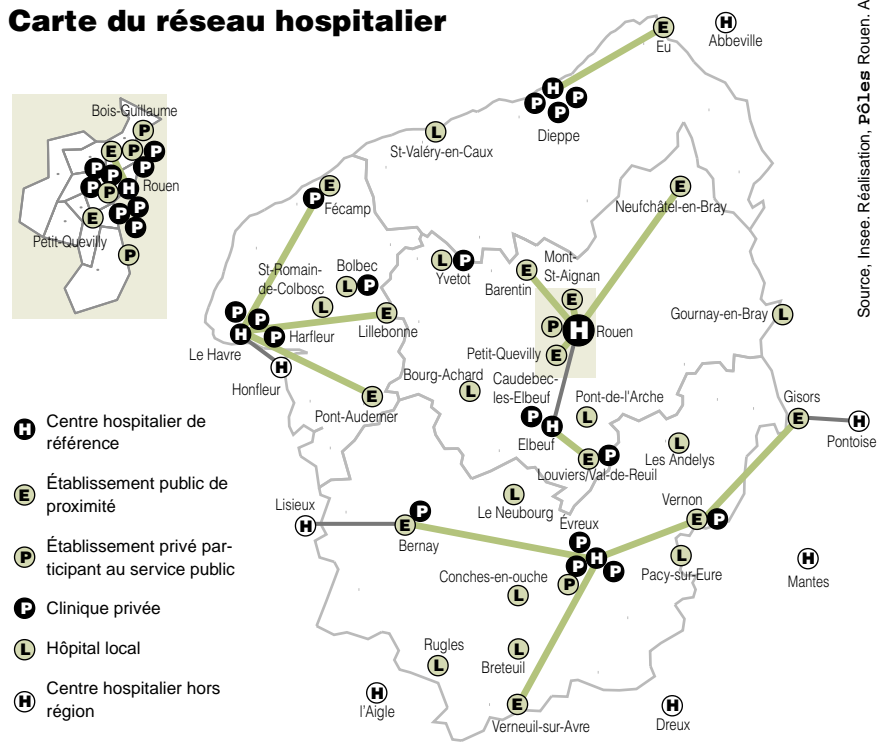 Carte du réseau hospitalier
Source, Insee. Réalisation, Pôles Rouen. A
Bois-Guillaume
P
E P P
P P
P
P P H Rouen
P P
E
P
Petit-Quevilly
P
H
Abbeville
E
Eu
H
P P
P
Dieppe
L
St-Valéry-en-Caux
E
P
Fécamp
E
Neufchâtel-en-Bray
L P
Yvetot
E
Barentin
Mont-
St-Aignan
E
St-Romain-
de-Colbosc
L
Bolbec
L P
E
Lillebonne
P P
H P Harfleur
Le Havre
H
Honfleur
P H Rouen
Petit-Quevilly E
Gournay-en-Bray L
Bourg-Achard
L
Caudebec-
les-Elbeuf
P H
Elbeuf
Pont-de-l'Arche
L
E
Pont-Audemer
Gisors
E
H
Pontoise
E P
Louviers/Val-de-Reuil
L
Les Andelys
L
Le Neubourg
Vernon
E P
Lisieux
H
P
E
Bernay
Évreux
P
H
P P
P
L
Pacy-sur-Eure
H
Mantes
Conches-en-ouche
L
Rugles
L
L
Breteuil
H
l'Aigle
E
Verneuil-sur-Avre
H
Dreux
H Centre hospitalier de
référence
E Établissement public de
proximité
P Établissement privé par-
ticipant au service public
P Clinique privée
L Hôpital local
H Centre hospitalier hors
région